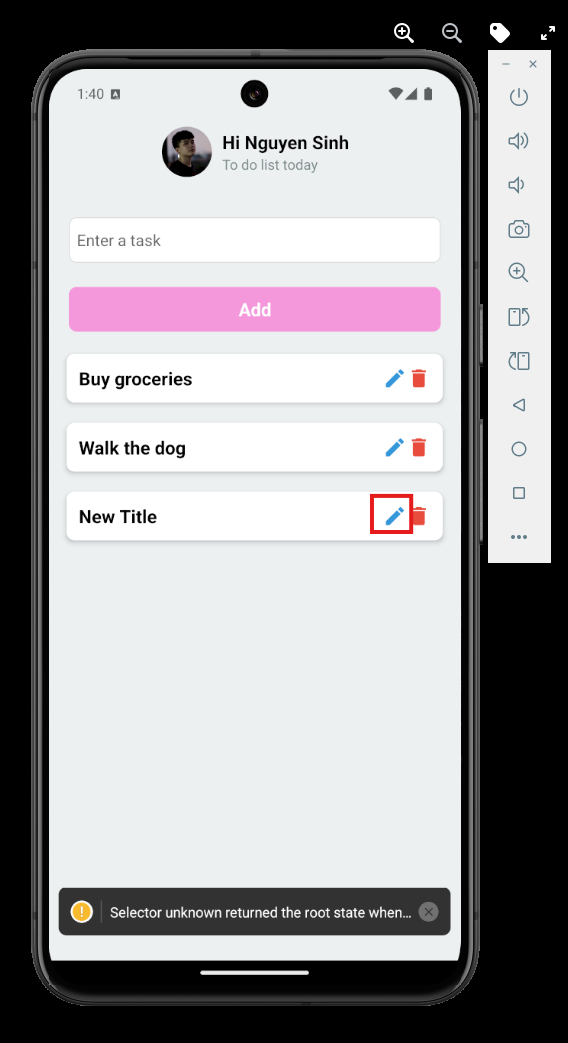 1:40 A
Hi Nguyen Sinh
To do list today
Enter a task
Add
Buy groceries
Walk the dog
New Title
! Selector unknown returned the root state when…